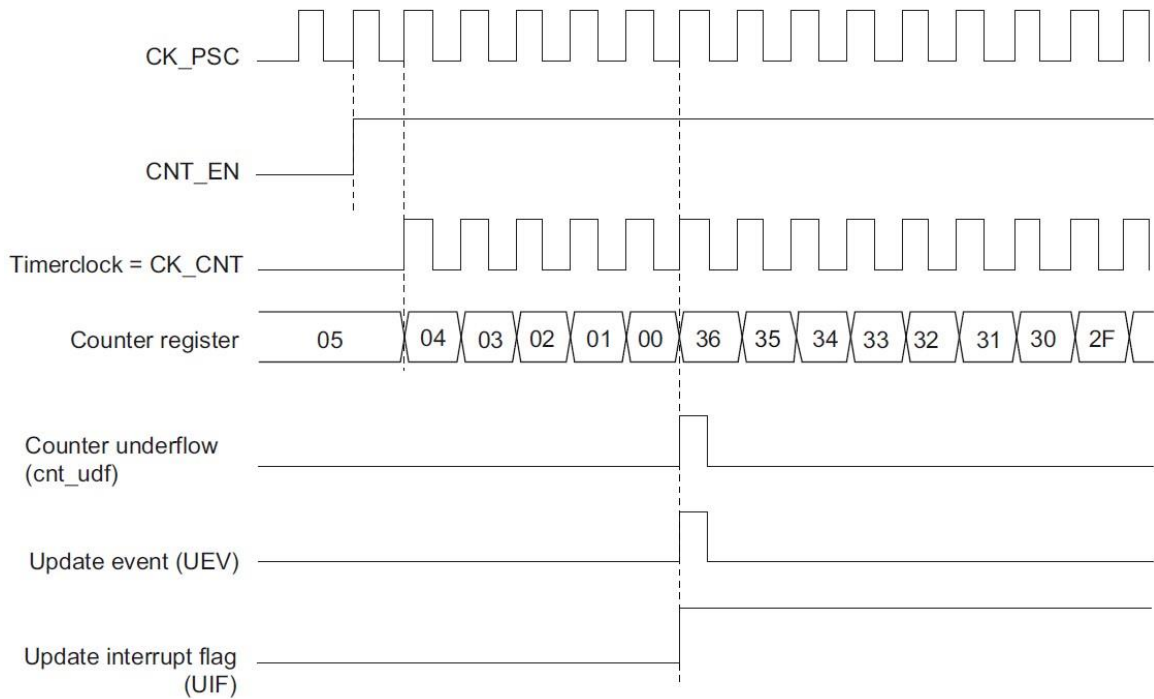 CK_PSC
CNT_EN
Timerclock = CK_CNT
Counter register
05 04 03 02 01 00 36 35 34 33 32 31 30 2F
Counter underflow
(cnt_udf)
Update event (UEV)
Update interrupt flag
(UIF)